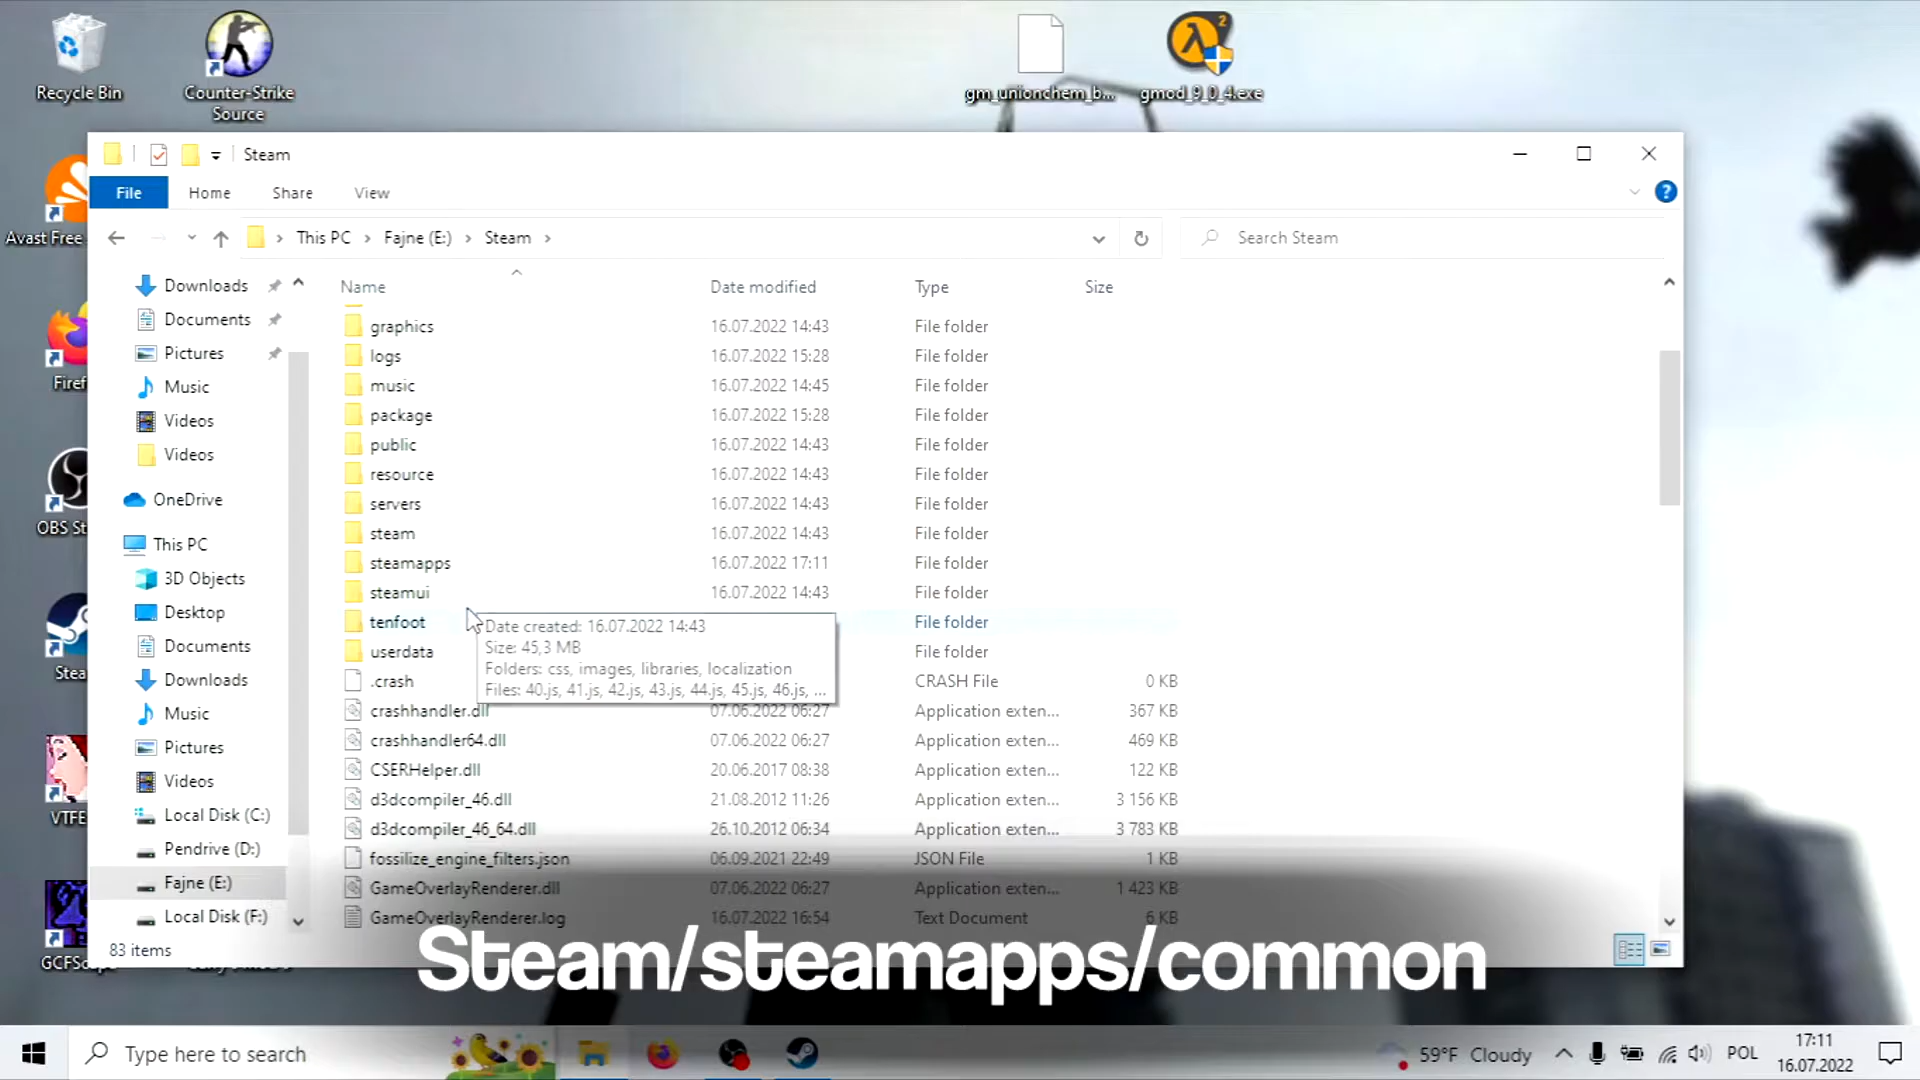 Recycle Bin
Counter-Strike
Source
gm_unionchem_b...
gmod_9_0_4.exe
Avast Free
Firef
OBS St
Stea
VTFE
GCFSc
Steam
File
Home
Share
View
This PC
Fajne (E:)
Steam
Search Steam
Downloads
Documents
Pictures
Music
Videos
Videos
OneDrive
This PC
3D Objects
Desktop
Documents
Downloads
Music
Pictures
Videos
Local Disk (C:)
Pendrive (D:)
Fajne (E:)
Local Disk (F:)
Name Date modified Type Size
graphics 16.07.2022 14:43 File folder
logs 16.07.2022 15:28 File folder
music 16.07.2022 14:45 File folder
package 16.07.2022 15:28 File folder
public 16.07.2022 14:43 File folder
resource 16.07.2022 14:43 File folder
servers 16.07.2022 14:43 File folder
steam 16.07.2022 14:43 File folder
steamapps 16.07.2022 17:11 File folder
steamui 16.07.2022 14:43 File folder
tenfoot File folder
userdata File folder
.crash CRASH File 0 KB
crashhandler.dll 07.06.2022 06:27 Application exten... 367 KB
crashhandler64.dll 07.06.2022 06:27 Application exten... 469 KB
CSERHelper.dll 20.06.2017 08:38 Application exten... 122 KB
d3dcompiler_46.dll 21.08.2012 11:26 Application exten... 3 156 KB
d3dcompiler_46_64.dll 26.10.2012 06:34 Application exten... 3 783 KB
fossilize_engine_filters.json 06.09.2021 22:49 JSON File 1 KB
GameOverlayRenderer.dll 07.06.2022 06:27 Application exten... 1 423 KB
GameOverlayRenderer.log 16.07.2022 16:54 Text Document 6 KB
Date created: 16.07.2022 14:43
Size: 45,3 MB
Folders: css, images, libraries, localization
Files: 40.js, 41.js, 42.js, 43.js, 44.js, 45.js, 46.js, ...
83 items
Steam/steamapps/common
Type here to search
59°F Cloudy
POL
17:11
16.07.2022